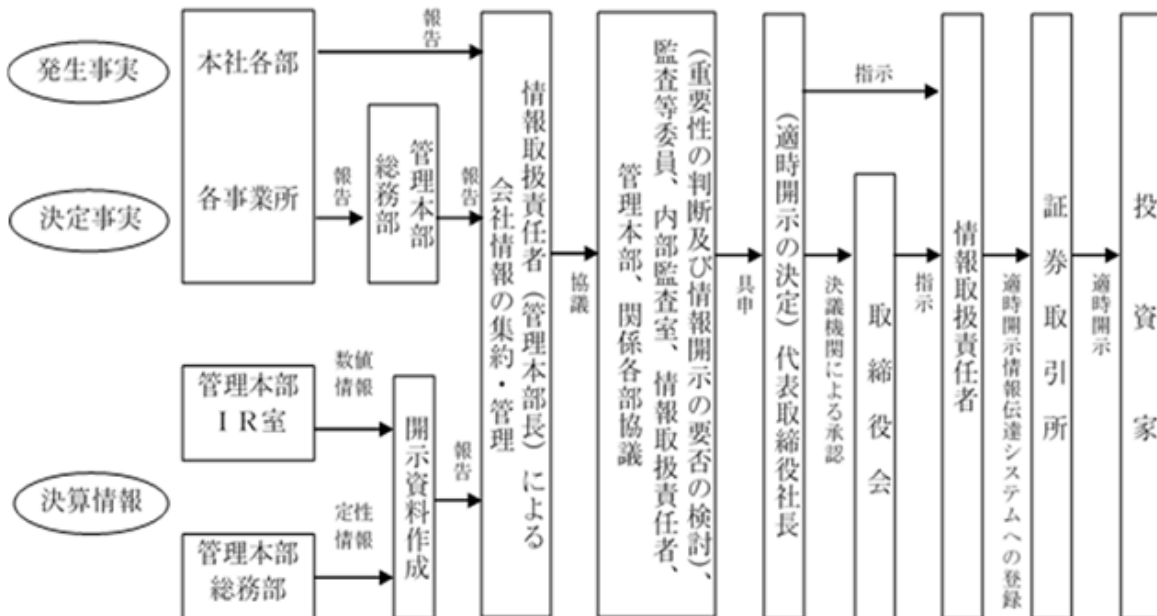 発生事実
決定事実
決算情報
本社各部
各事業所
報告
報告
管理本部
総務部
報告
管理本部
ＩＲ室
数値
情報
管理本部
総務部
定性
情報
開示資料作成
報告
情報取扱責任者（管理本部長）による
会社情報の集約・管理
協議
（重要性の判断及び情報開示の要否の検討）、
監査等委員、内部監査室、情報取扱責任者、
管理本部、関係各部協議
具申
（適時開示の決定）代表取締役社長
指示
決議機関による承認
取締役会
指示
情報取扱責任者
適時開示情報伝達システムへの登録
証券取引所
適時開示
投資家